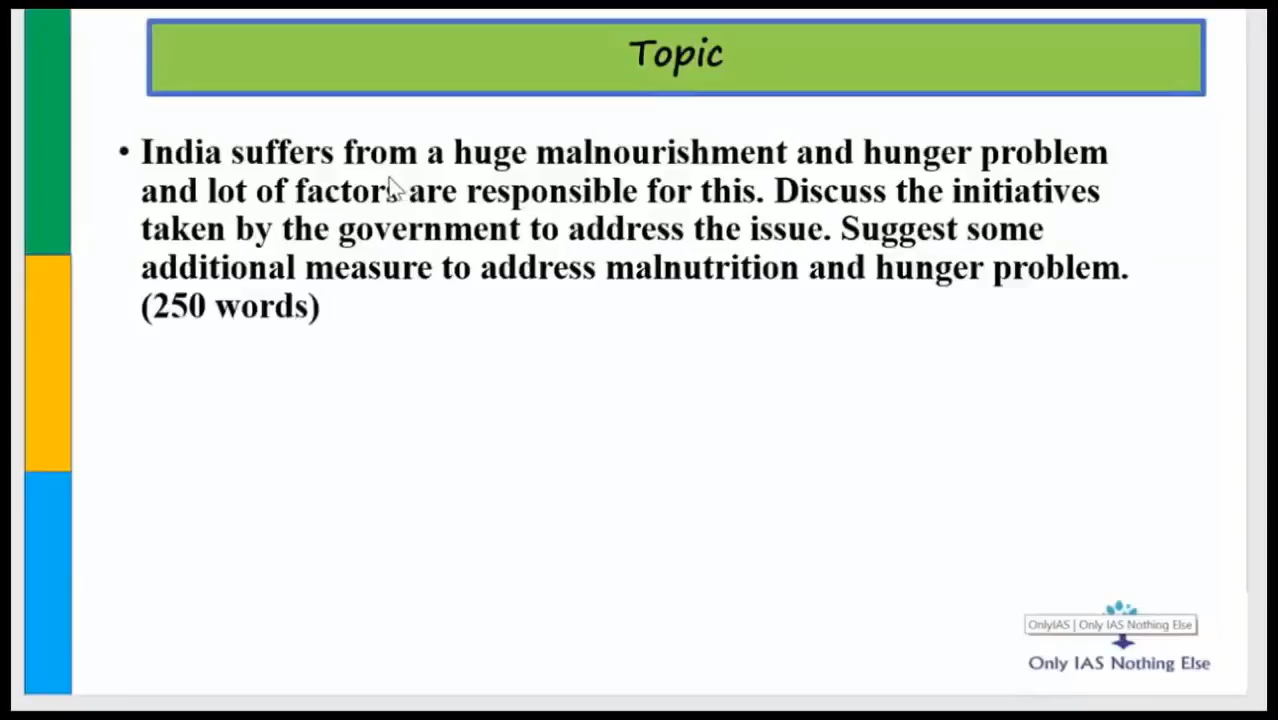 Topic
• India suffers from a huge malnourishment and hunger problem
and lot of factors are responsible for this. Discuss the initiatives
taken by the government to address the issue. Suggest some
additional measure to address malnutrition and hunger problem.
(250 words)
OnlyIAS | Only IAS Nothing Else
Only IAS Nothing Else